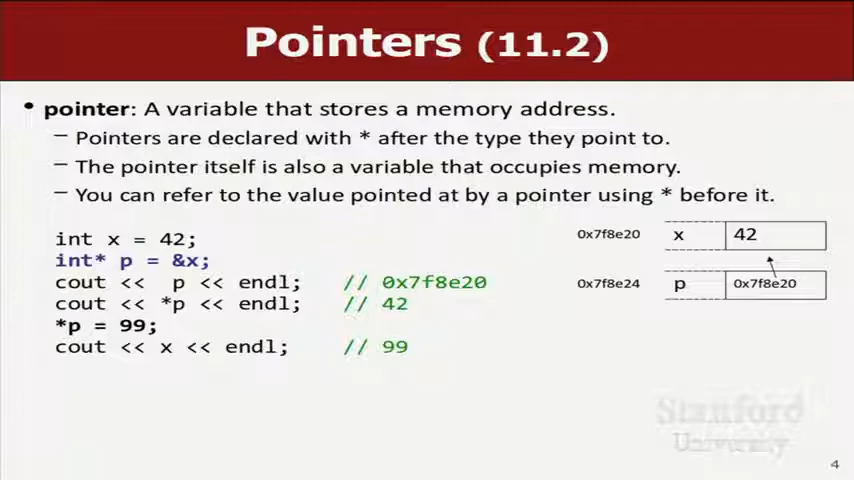 Pointers (11.2)
• pointer: A variable that stores a memory address.
– Pointers are declared with * after the type they point to.
– The pointer itself is also a variable that occupies memory.
– You can refer to the value pointed at by a pointer using * before it.
int x = 42;
int* p = &x;
cout <<  p << endl;   // 0x7f8e20
cout << *p << endl;   // 42
*p = 99;
cout << x << endl;    // 99
0x7f8e20 x 42
0x7f8e24 p 0x7f8e20
Stanford
University
4